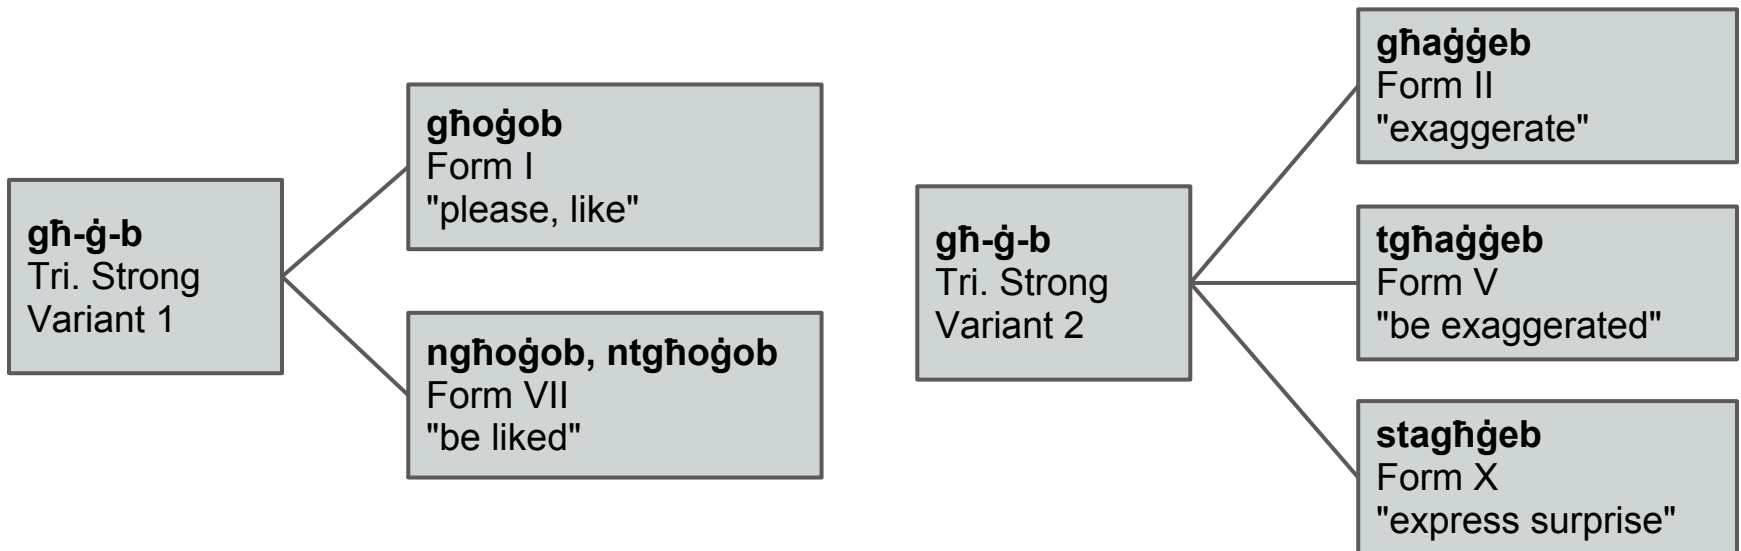 għ-ġ-b
Tri. Strong
Variant 1
għoġob
Form I
"please, like"
ngħoġob, ntgħoġob
Form VII
"be liked"
għ-ġ-b
Tri. Strong
Variant 2
għaġġeb
Form II
"exaggerate"
tgħaġġeb
Form V
"be exaggerated"
stagħġeb
Form X
"express surprise"